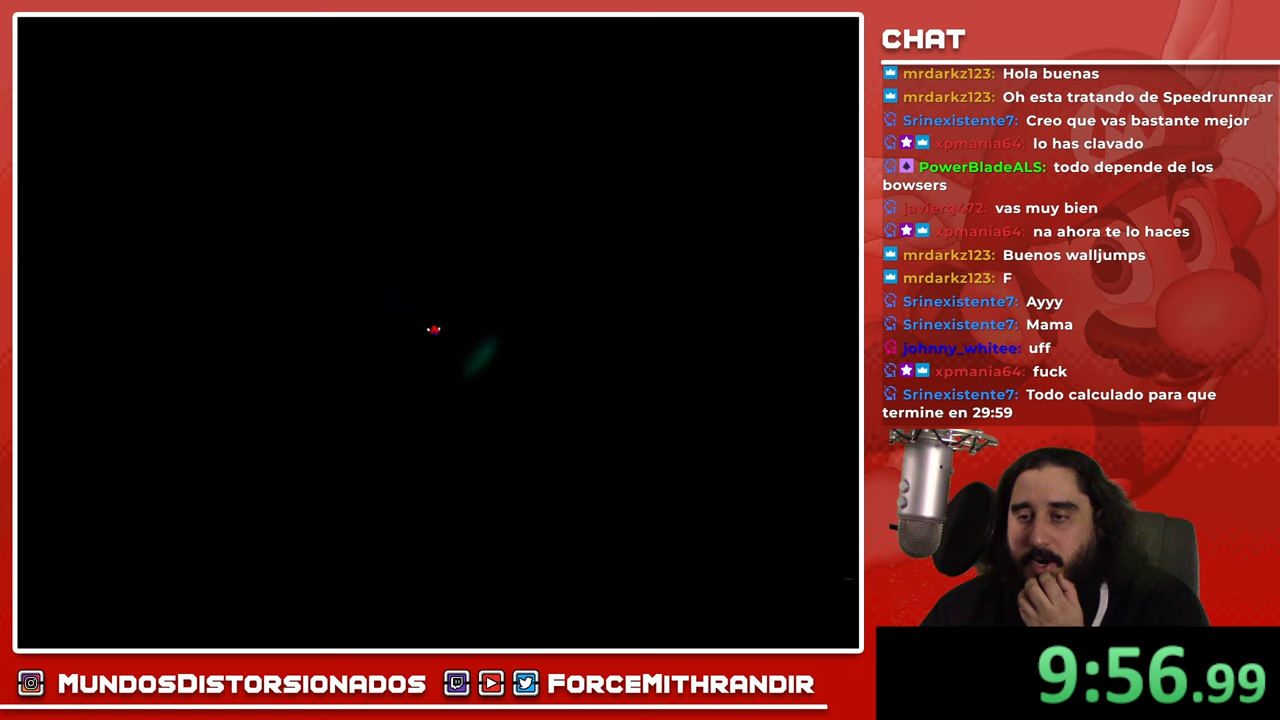 CHAT
mrdarkz123: Hola buenas
mrdarkz123: Oh esta tratando de Speedrunnear
Srinexistente7: Creo que vas bastante mejor
xpmania64: lo has clavado
PowerBladeALS: todo depende de los
bowsers
javierg472: vas muy bien
xpmania64: na ahora te lo haces
mrdarkz123: Buenos walljumps
mrdarkz123: F
Srinexistente7: Ayyy
Srinexistente7: Mama
johnny_whitee: uff
xpmania64: fuck
Srinexistente7: Todo calculado para que
termine en 29:59
9:56.99
MUNDOSDISTORSIONADOS FORCEMITHRANDIR